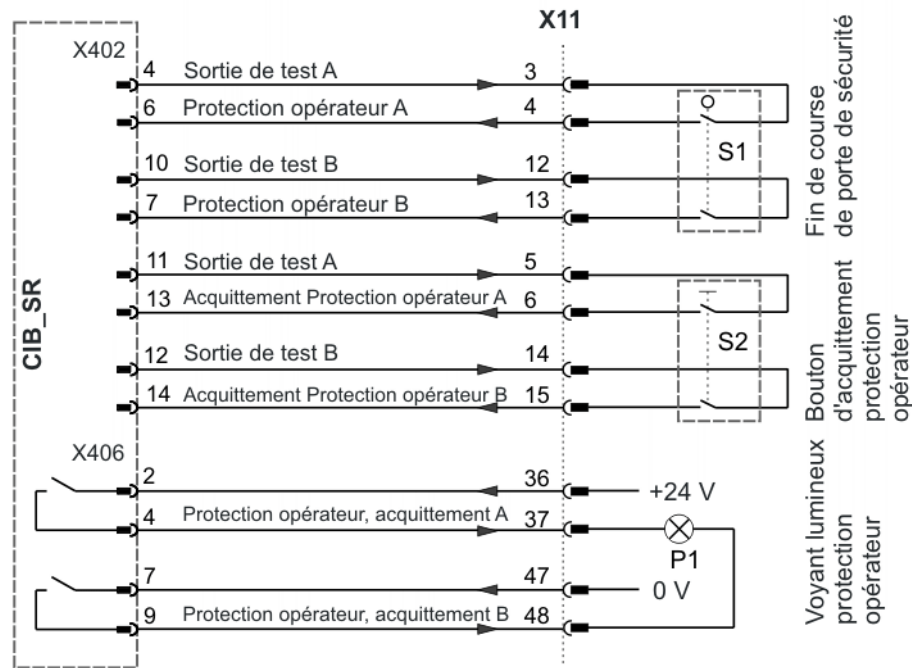 X11
CIB_SR
X402
4 Sortie de test A 3
6 Protection opérateur A 4
10 Sortie de test B 12
7 Protection opérateur B 13
S1
Fin de course
de porte de sécurité
11 Sortie de test A 5
13 Acquittement Protection opérateur A 6
12 Sortie de test B 14
14 Acquittement Protection opérateur B 15
S2
Bouton
d'acquittement
protection
opérateur
X406
2 36 +24 V
4 Protection opérateur, acquittement A 37
P1
7 47 0 V
9 Protection opérateur, acquittement B 48
Voyant lumineux
protection
opérateur